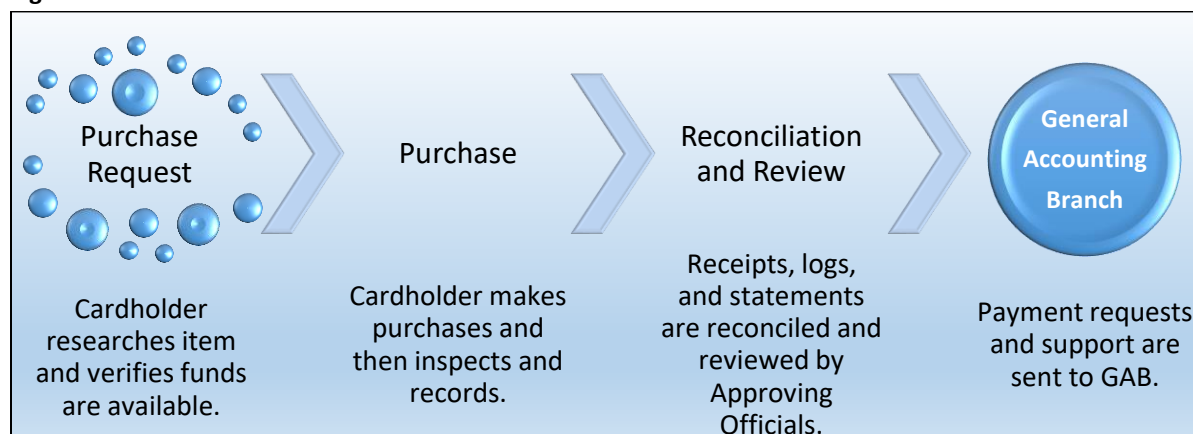 Purchase
Request
Purchase
Reconciliation
and Review
General
Accounting
Branch
Cardholder
researches item
and verifies funds
are available.
Cardholder makes
purchases and
then inspects and
records.
Receipts, logs,
and statements
are reconciled and
reviewed by
Approving
Officials.
Payment requests
and support are
sent to GAB.